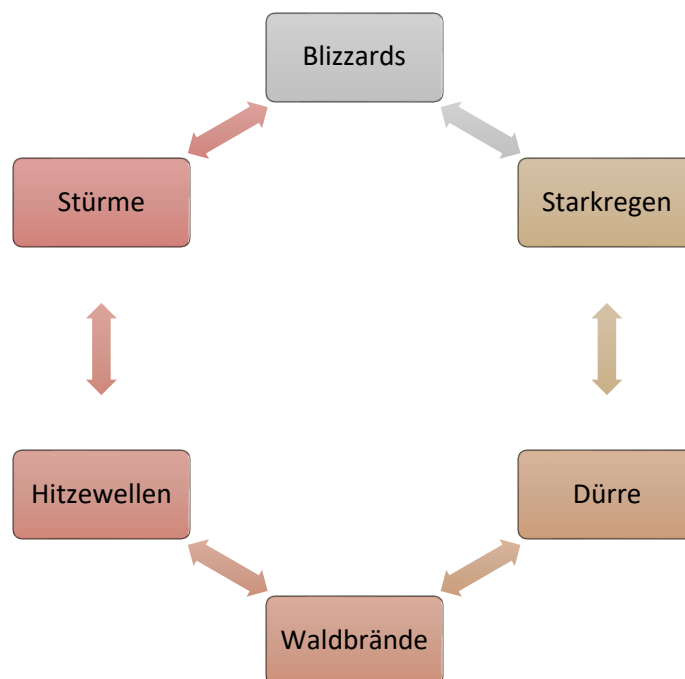 Blizzards
Stürme
Starkregen
Hitzewellen
Dürre
Waldbrände